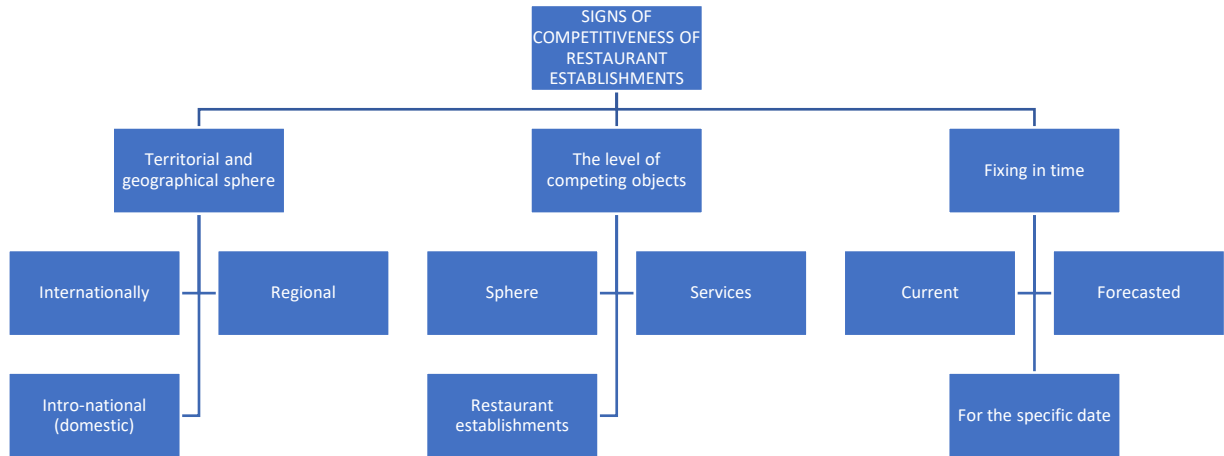 SIGNS OF
COMPETITIVENESS OF
RESTAURANT
ESTABLISHMENTS
Territorial and
geographical sphere
The level of
competing objects
Fixing in time
Internationally
Regional
Sphere
Services
Current
Forecasted
Intro-national
(domestic)
Restaurant
establishments
For the specific date